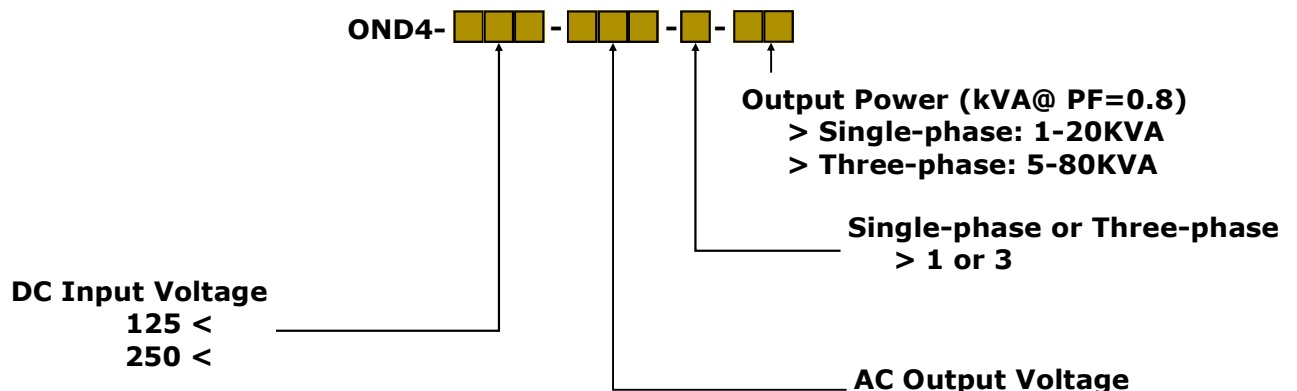 OND4- - - -
Output Power (kVA@ PF=0.8)
> Single-phase: 1-20KVA
> Three-phase: 5-80KVA
Single-phase or Three-phase
> 1 or 3
DC Input Voltage
125 <
250 <
AC Output Voltage